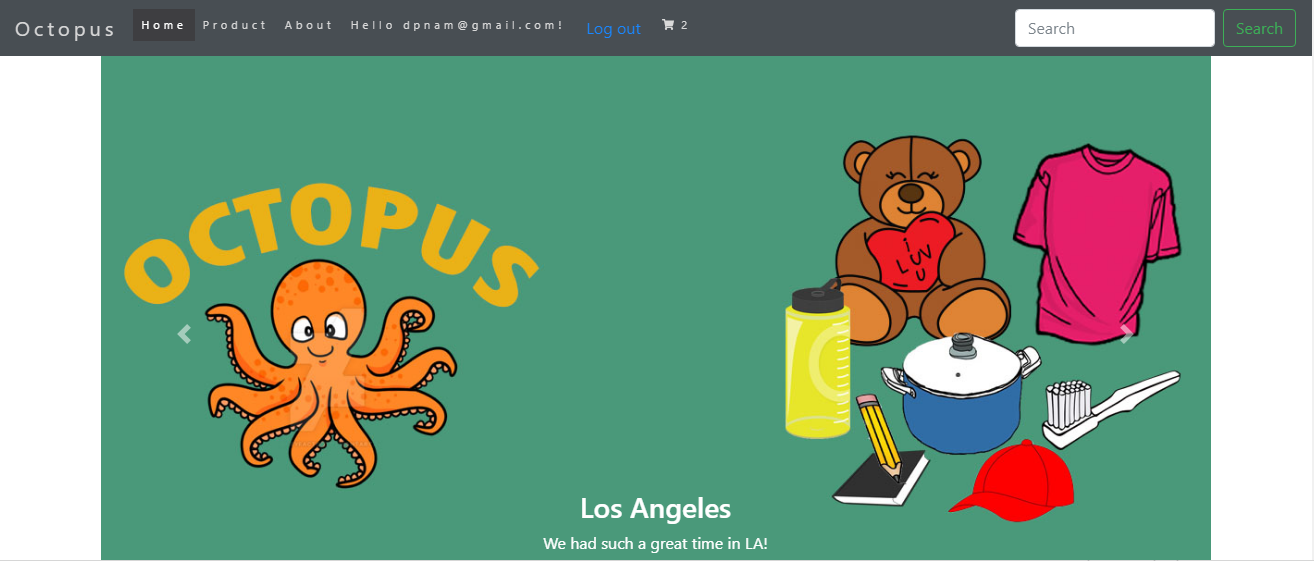 Octopus Home Product About Hello dpnam@gmail.com! Log out 2 Search Search
OCTOPUS
i
LUV
U
Los Angeles
We had such a great time in LA!